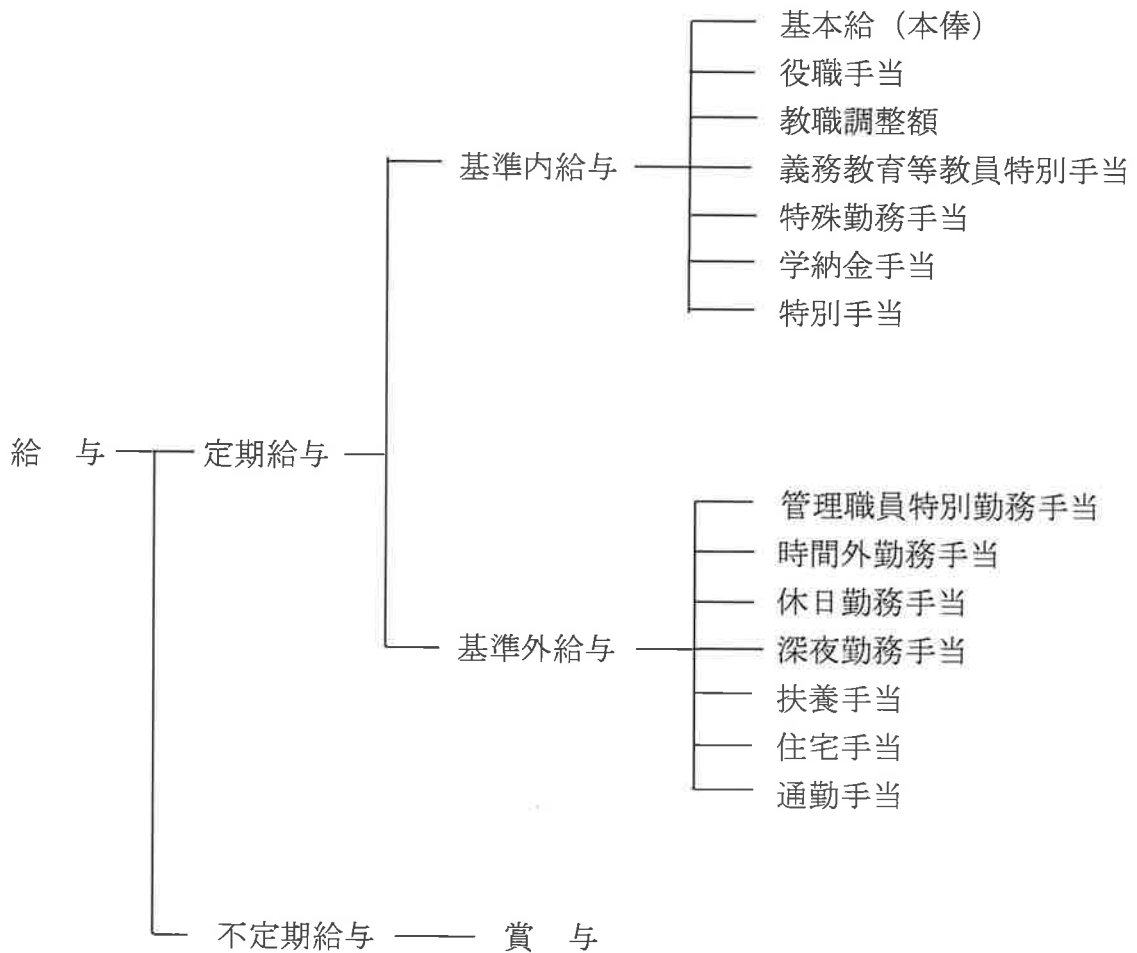 基本給（本俸）
役職手当
教職調整額
基準内給与
義務教育等教員特別手当
特殊勤務手当
学納金手当
特別手当
給　与
定期給与
管理職員特別勤務手当
時間外勤務手当
休日勤務手当
基準外給与
深夜勤務手当
扶養手当
住宅手当
通勤手当
不定期給与
賞　与